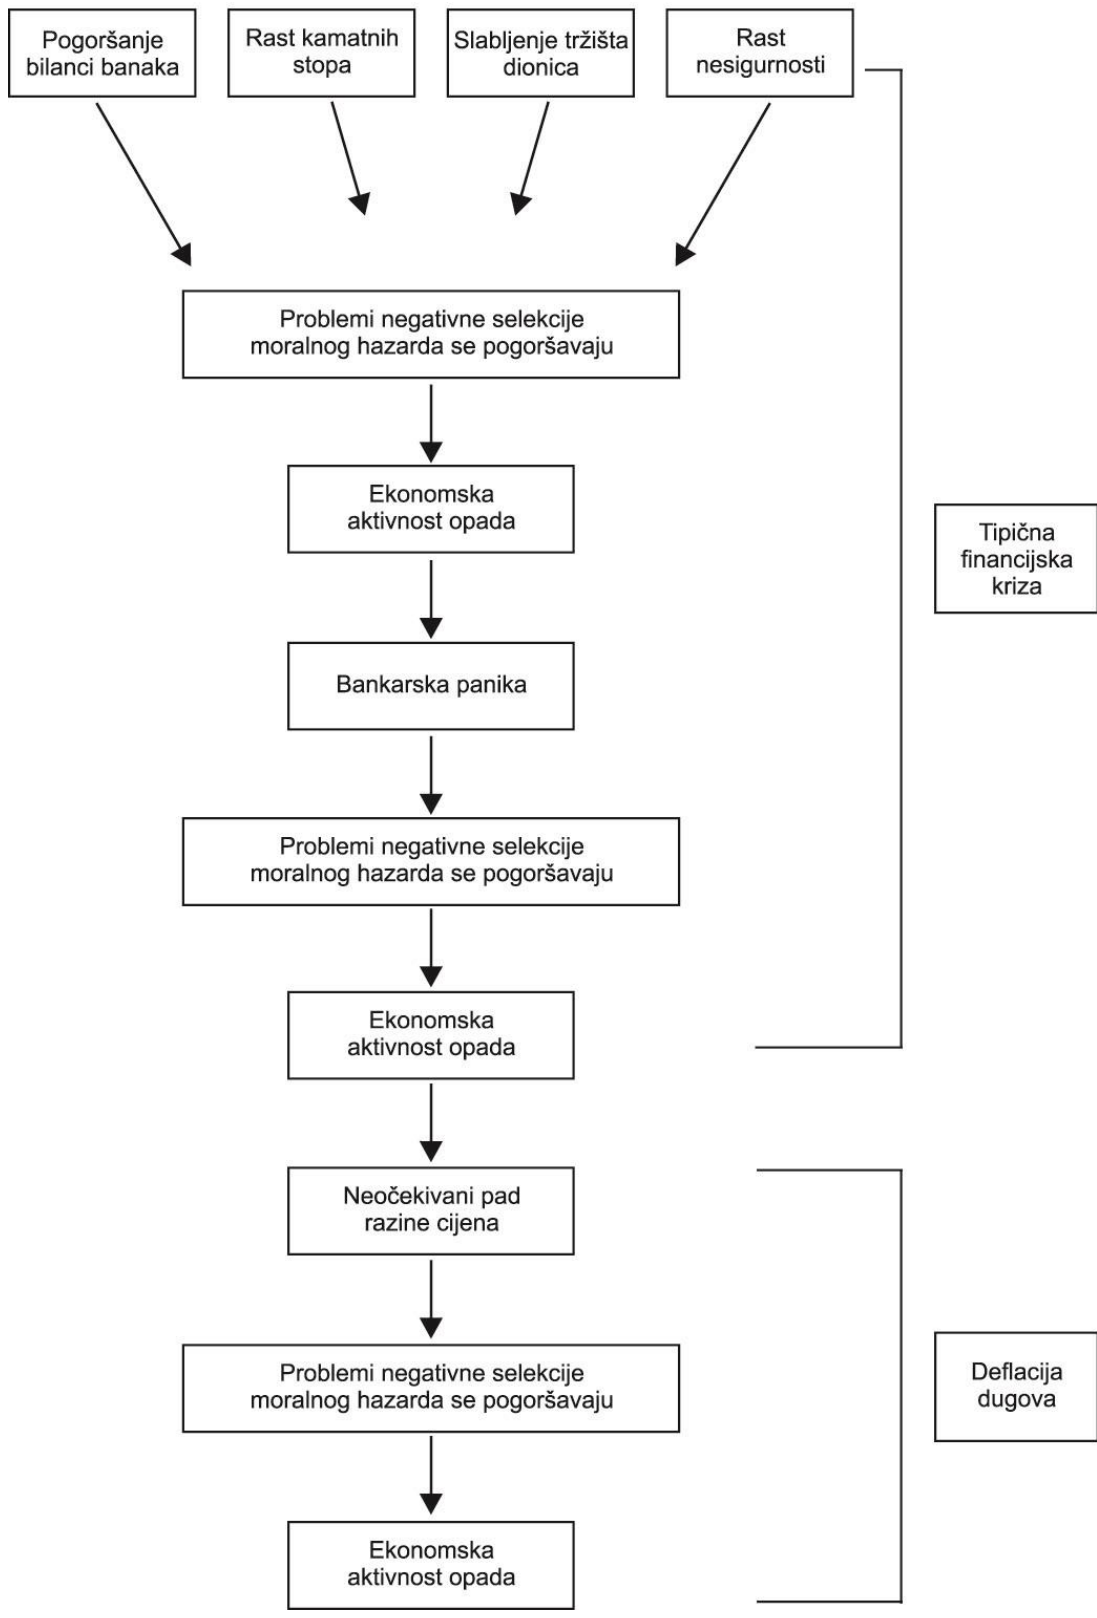 Pogoršanje
bilanci banaka
Rast kamatnih
stopa
Slabljenje tržišta
dionica
Rast
nesigurnosti
Problemi negativne selekcije
moralnog hazarda se pogoršavaju
Ekonomska
aktivnost opada
Bankarska panika
Problemi negativne selekcije
moralnog hazarda se pogoršavaju
Ekonomska
aktivnost opada
Tipična
financijska
kriza
Neočekivani pad
razine cijena
Problemi negativne selekcije
moralnog hazarda se pogoršavaju
Ekonomska
aktivnost opada
Deflacija
dugova